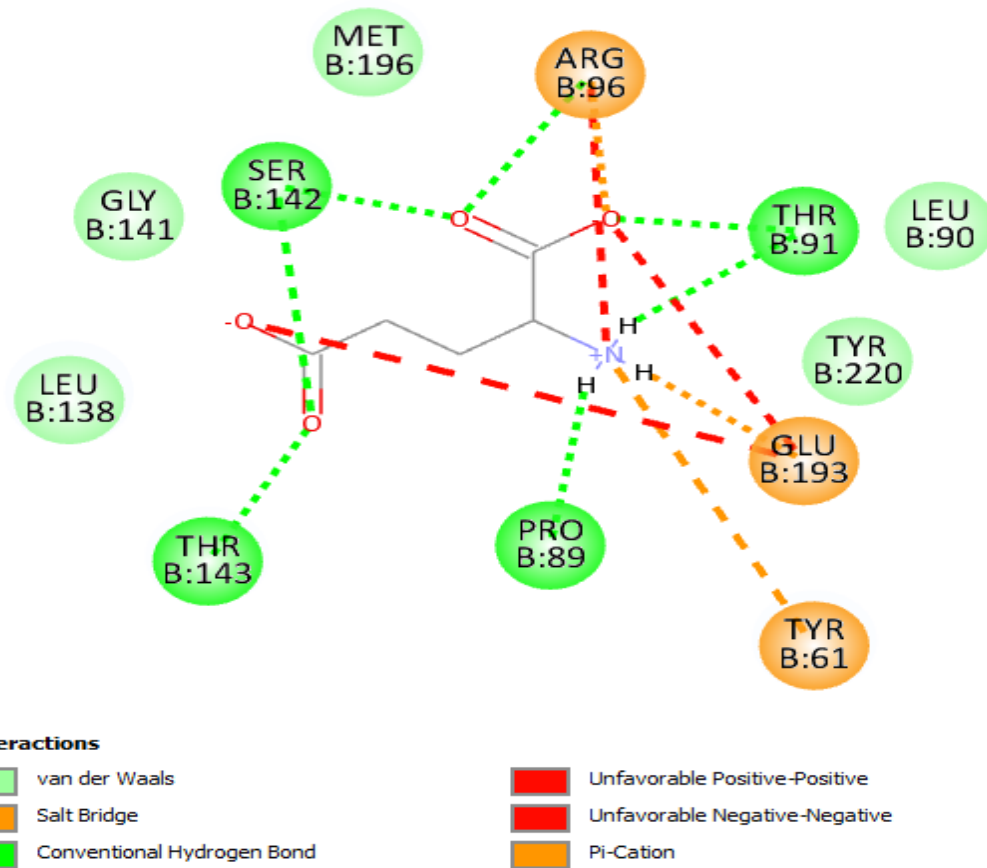 MET
B:196
ARG
B:96
SER
B:142
GLY
B:141
THR
B:91
LEU
B:90
O
O
H
-O
+N
H
H
TYR
B:220
LEU
B:138
O
GLU
B:193
PRO
B:89
THR
B:143
TYR
B:61
eractions
van der Waals
Unfavorable Positive-Positive
Salt Bridge
Unfavorable Negative-Negative
Conventional Hydrogen Bond
Pi-Cation